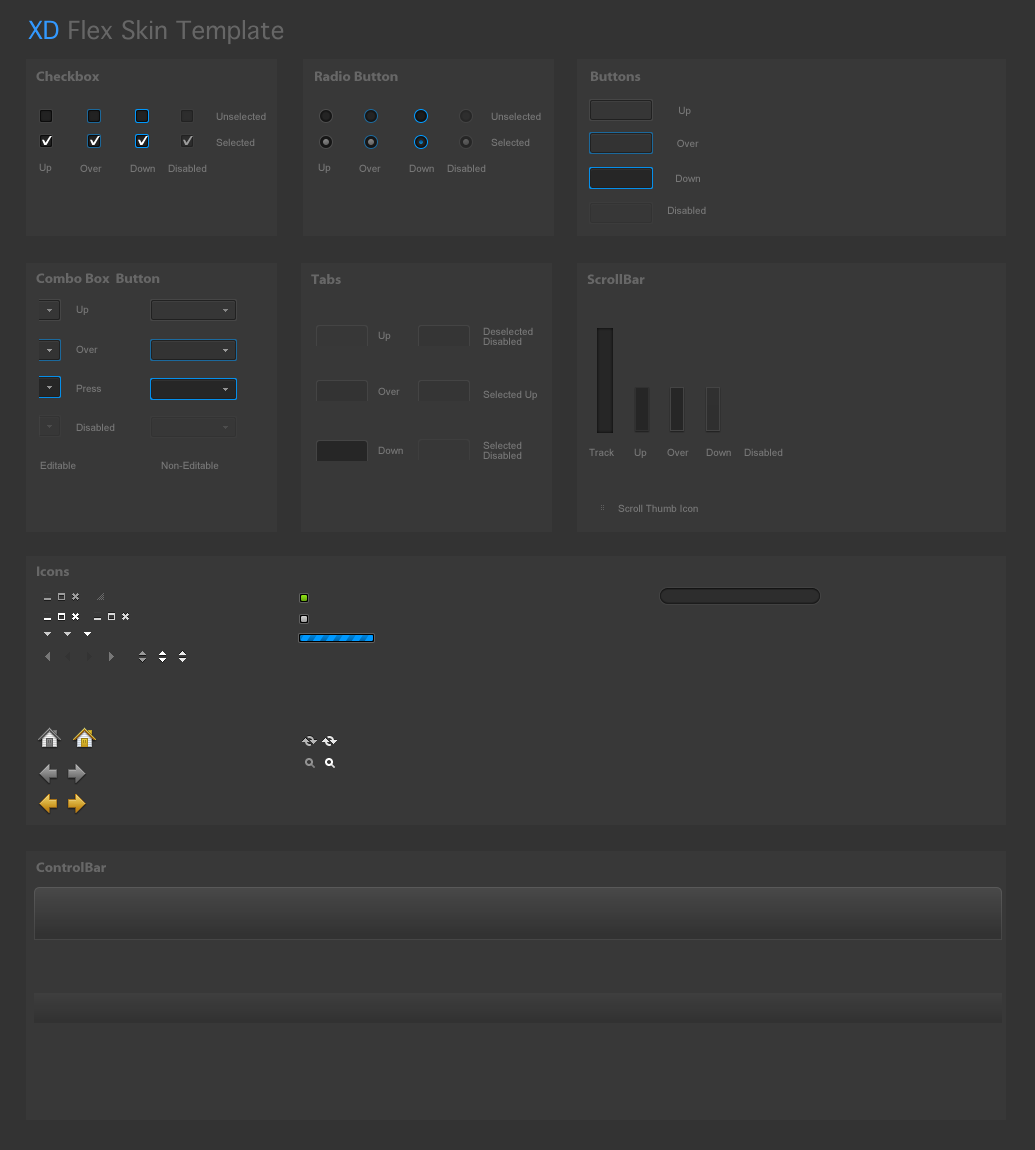 XD Flex Skin Template
Checkbox
Unselected
Selected
Up Over Down Disabled
Radio Button
Unselected
Selected
Up Over Down Disabled
Buttons
Up
Over
Down
Disabled
Combo Box Button
Up
Over
Press
Disabled
Editable Non-Editable
Tabs
Up Deselected
Disabled
Over Selected Up
Down Selected
Disabled
ScrollBar
Track Up Over Down Disabled
Scroll Thumb Icon
Icons
ControlBar